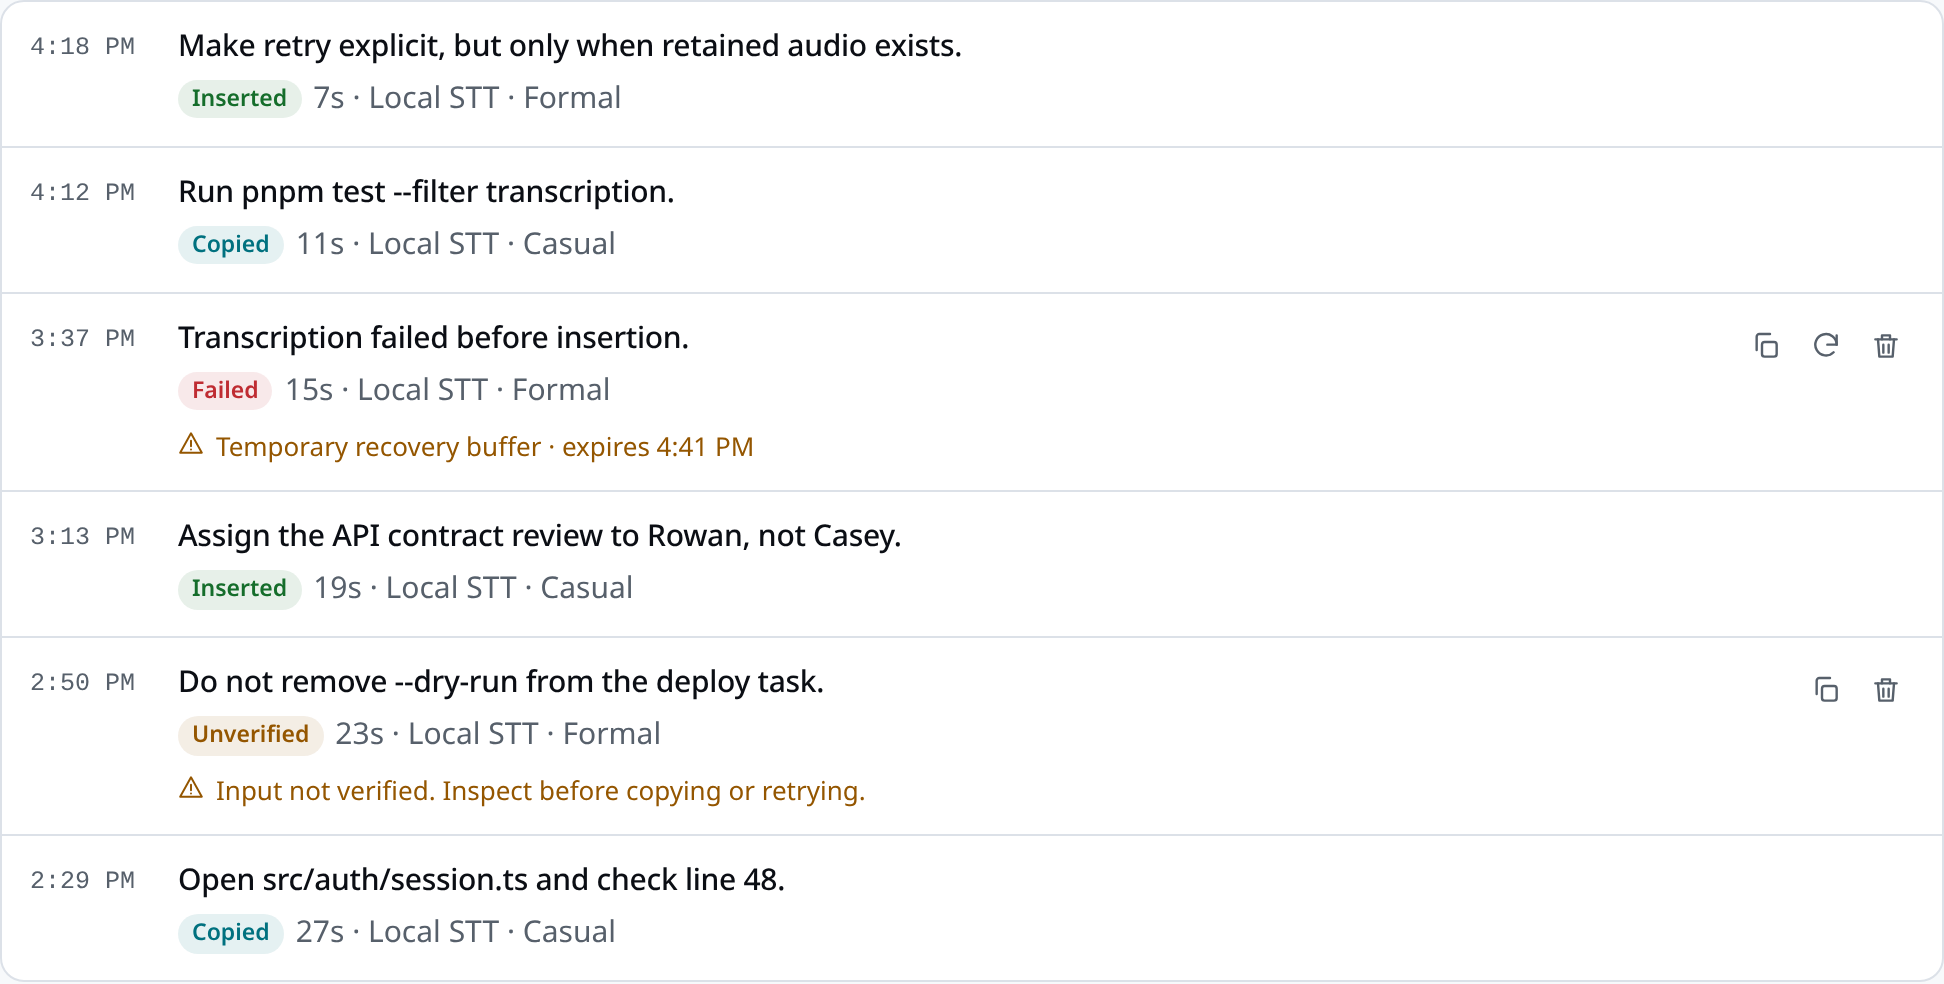 4:18 PM Make retry explicit, but only when retained audio exists.
Inserted 7s · Local STT · Formal
4:12 PM Run pnpm test --filter transcription.
Copied 11s · Local STT · Casual
3:37 PM Transcription failed before insertion.
Failed 15s · Local STT · Formal
Temporary recovery buffer · expires 4:41 PM
3:13 PM Assign the API contract review to Rowan, not Casey.
Inserted 19s · Local STT · Casual
2:50 PM Do not remove --dry-run from the deploy task.
Unverified 23s · Local STT · Formal
Input not verified. Inspect before copying or retrying.
2:29 PM Open src/auth/session.ts and check line 48.
Copied 27s · Local STT · Casual